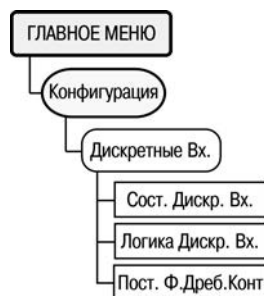 ГЛАВНОЕ МЕНЮ
Конфигурация
Дискретные Вх.
Сост. Дискр. Вх.
Логика Дискр. Вх.
Пост. Ф.Дреб.Конт